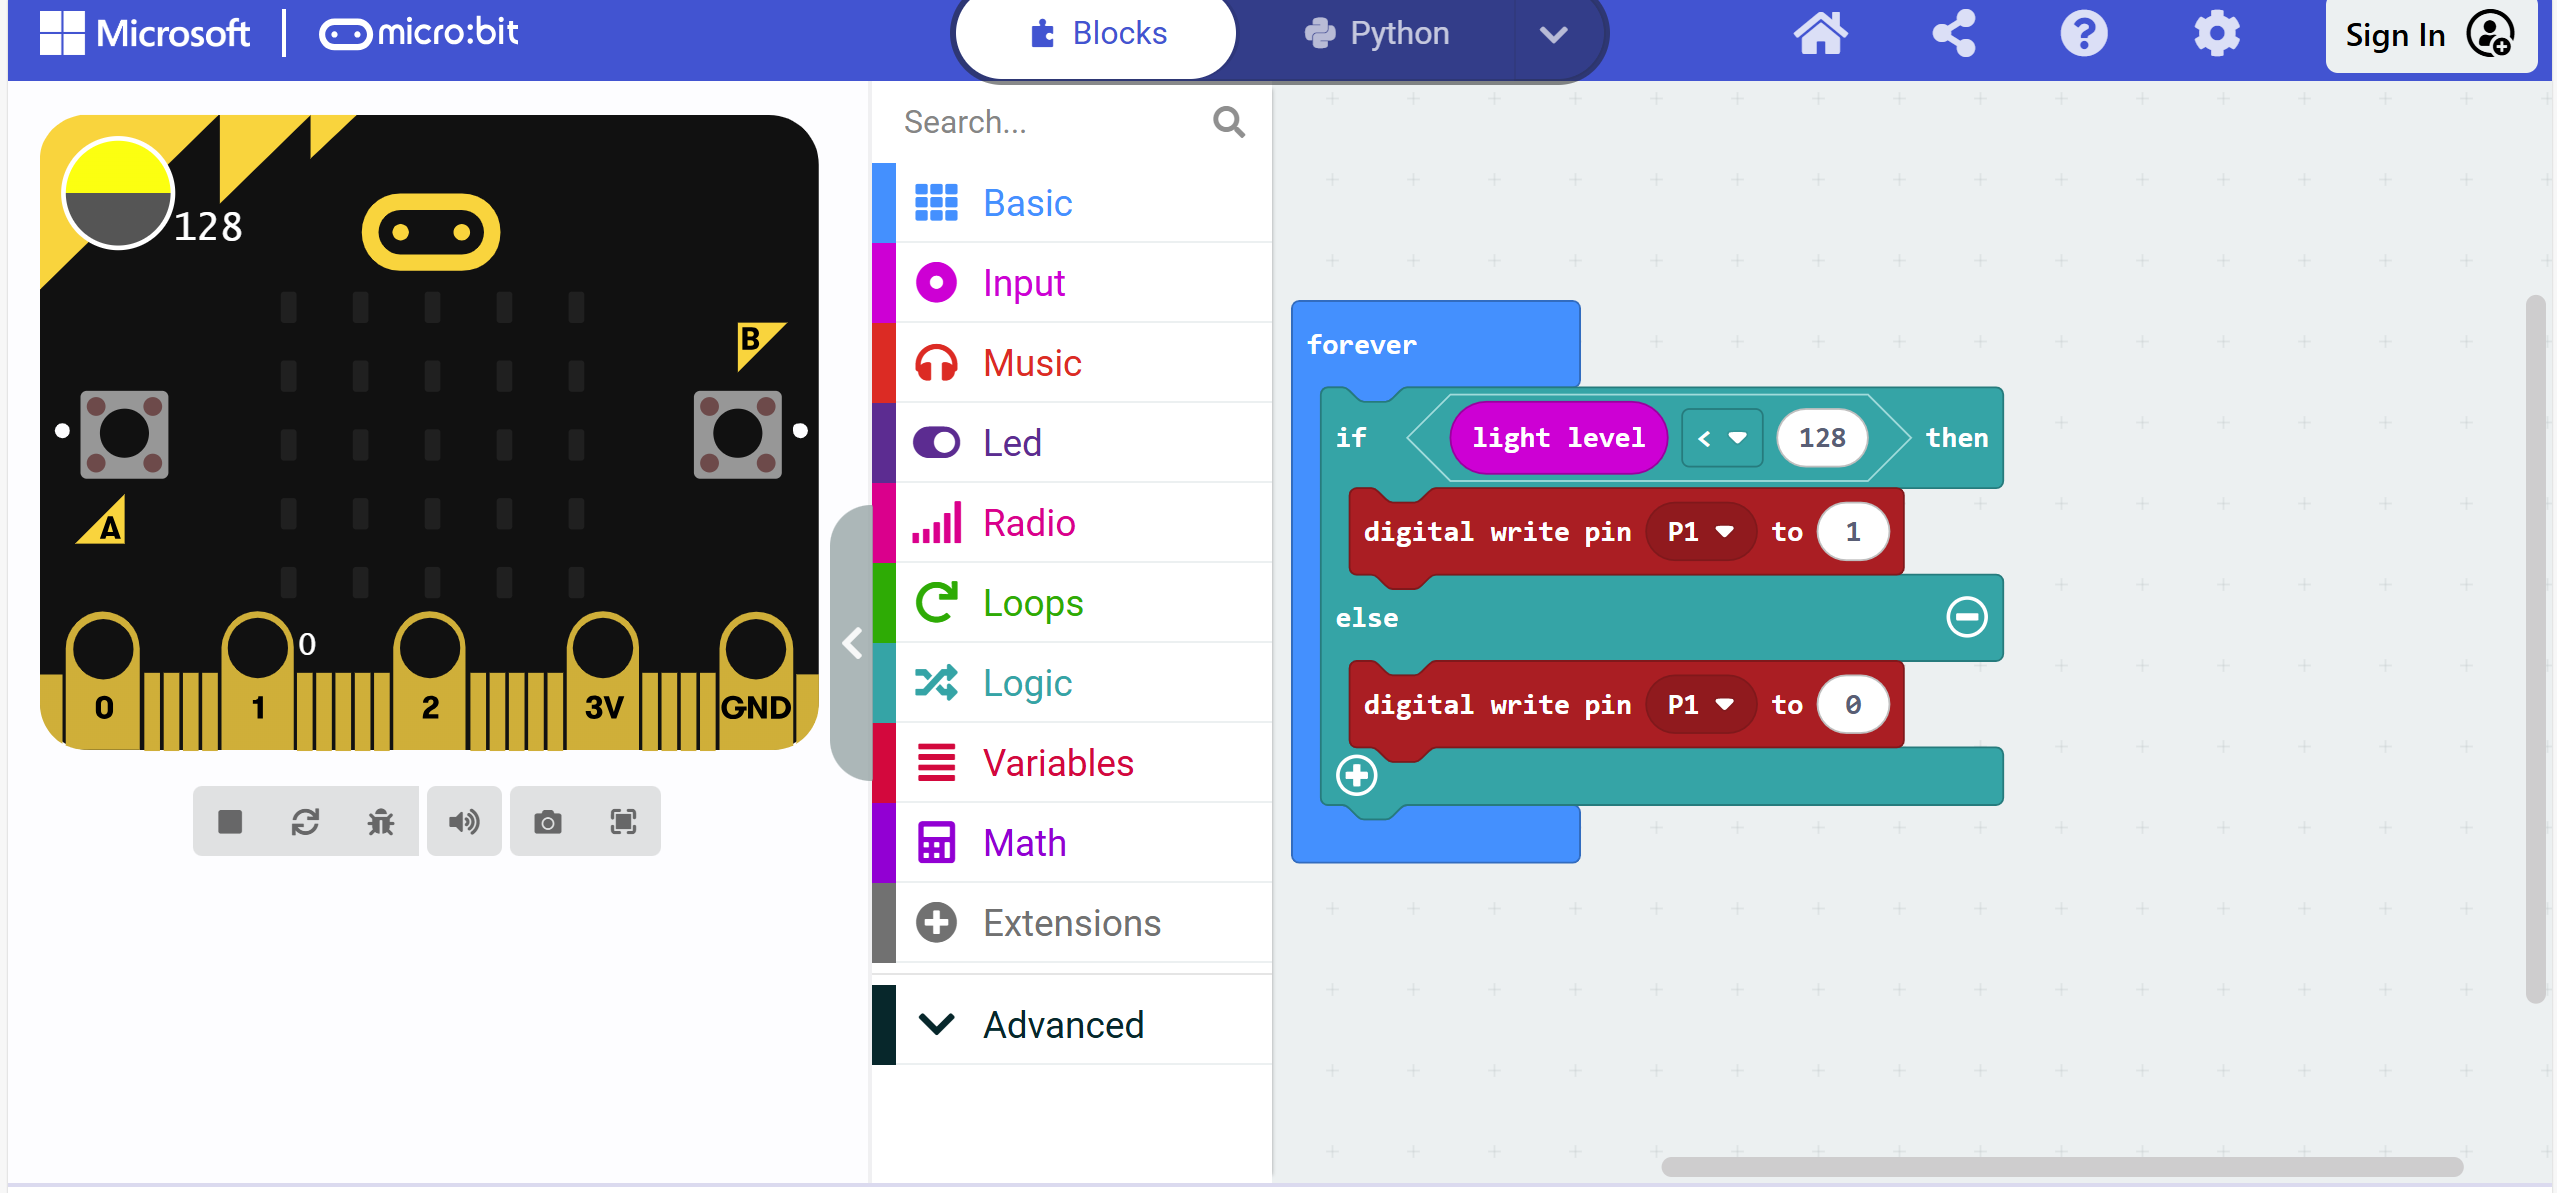 Microsoft | micro:bit
Blocks
Python
Sign In
128
B
A
0
0 1 2 3V GND
Search...
Basic
Input
Music
Led
Radio
Loops
Logic
Variables
Math
Extensions
Advanced
forever
if light level < 128 then
digital write pin P1 to 1
else
digital write pin P1 to 0